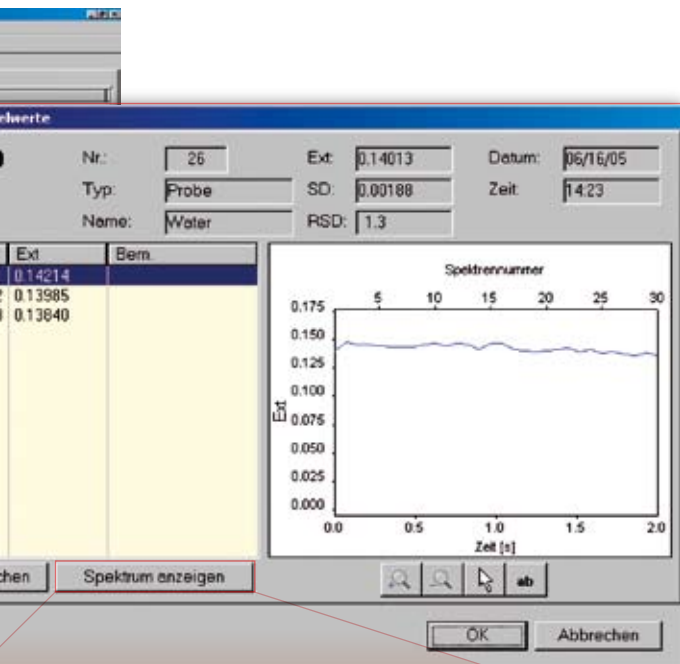 elwerte
Nr.: 26 Ext: 0.14013 Datum: 06/16/05
Typ: Probe SD: 0.00188 Zeit: 14:23
Name: Water RSD: 1.3
Ext Bem.
0.14214
2 0.13985
0.13840
Spektrennummer
5 10 15 20 25 30
0.175
0.150
0.125
0.100
0.075
0.050
0.025
0.000
Ext
0.0 0.5 1.0 1.5 2.0
Zeit [s]
chen Spektrum anzeigen ab
OK Abbrechen